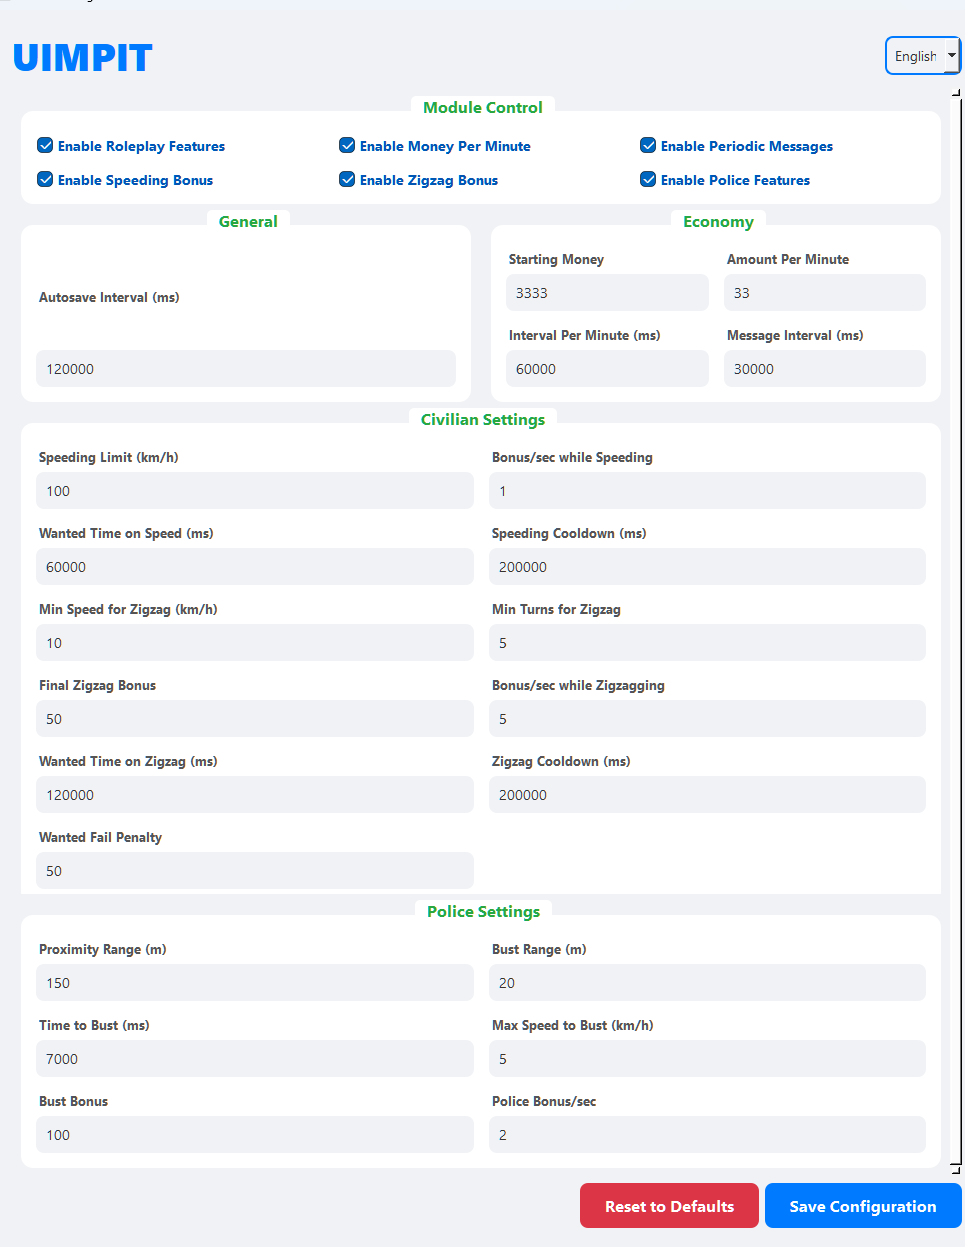 UIMPIT
English
Module Control
Enable Roleplay Features
Enable Money Per Minute
Enable Periodic Messages
Enable Speeding Bonus
Enable Zigzag Bonus
Enable Police Features
General
Autosave Interval (ms)
120000
Economy
Starting Money
Amount Per Minute
3333
33
Interval Per Minute (ms)
Message Interval (ms)
60000
30000
Civilian Settings
Speeding Limit (km/h)
Bonus/sec while Speeding
100
1
Wanted Time on Speed (ms)
Speeding Cooldown (ms)
60000
200000
Min Speed for Zigzag (km/h)
Min Turns for Zigzag
10
5
Final Zigzag Bonus
Bonus/sec while Zigzagging
50
5
Wanted Time on Zigzag (ms)
Zigzag Cooldown (ms)
120000
200000
Wanted Fail Penalty
50
Police Settings
Proximity Range (m)
Bust Range (m)
150
20
Time to Bust (ms)
Max Speed to Bust (km/h)
7000
5
Bust Bonus
Police Bonus/sec
100
2
Reset to Defaults
Save Configuration